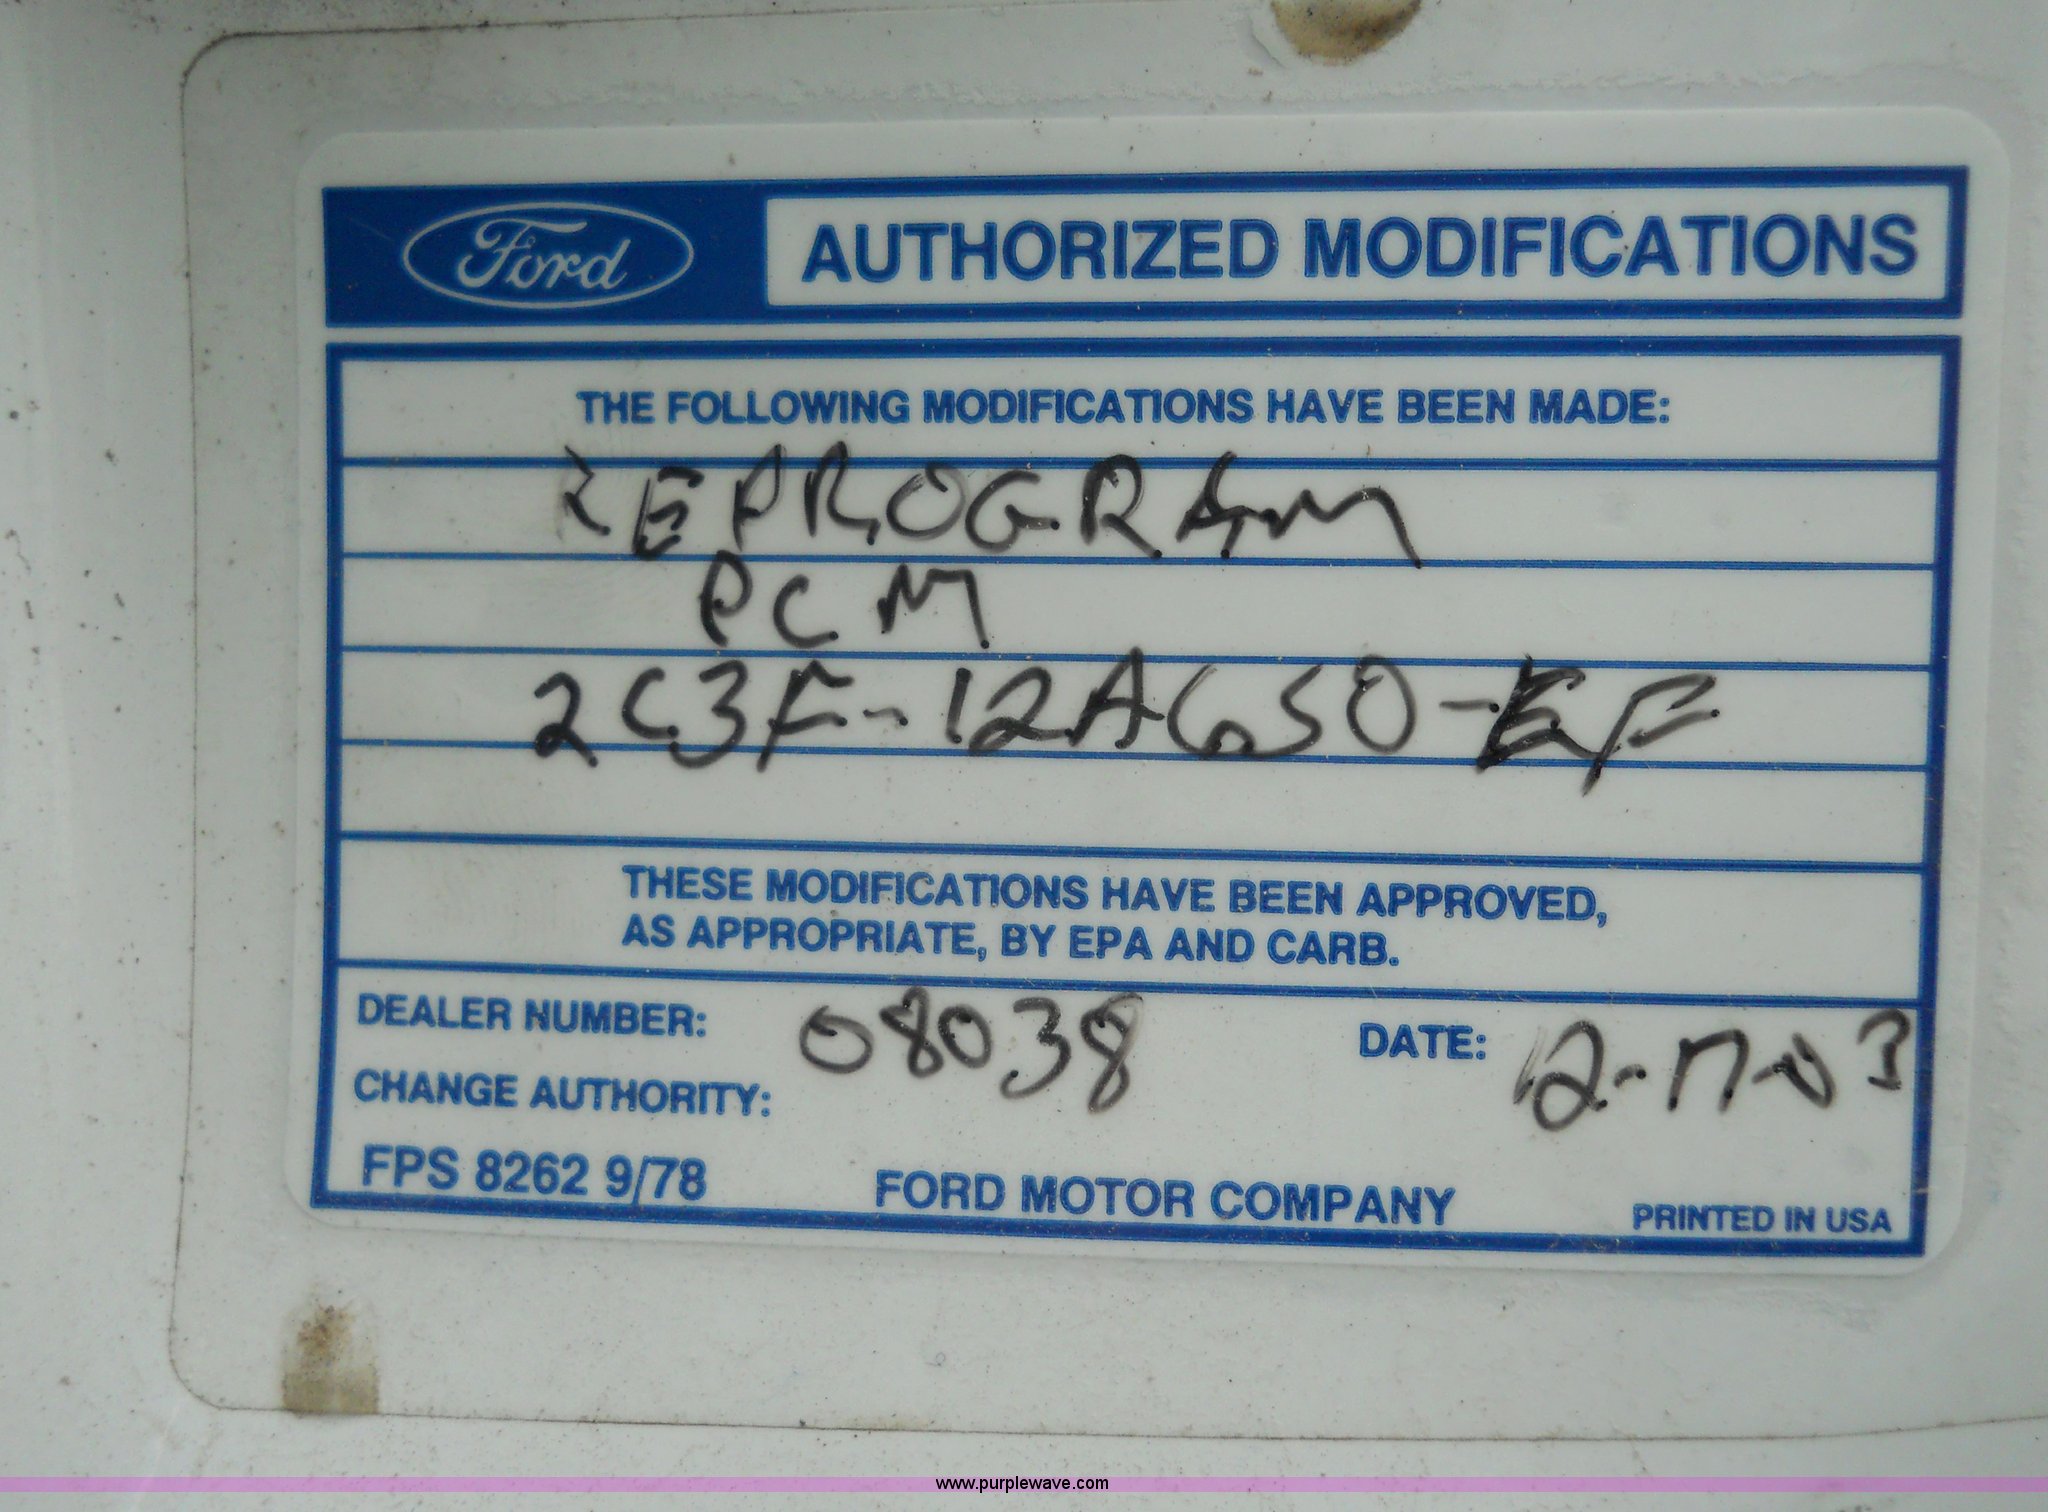 Ford AUTHORIZED MODIFICATIONS
THE FOLLOWING MODIFICATIONS HAVE BEEN MADE:
REPROGRAM
PCM
2C3F-12A650-EF
THESE MODIFICATIONS HAVE BEEN APPROVED,
AS APPROPRIATE, BY EPA AND CARB.
DEALER NUMBER: 08038 DATE: 12-17-03
CHANGE AUTHORITY:
FPS 8262 9/78 FORD MOTOR COMPANY PRINTED IN USA
www.purplewave.com